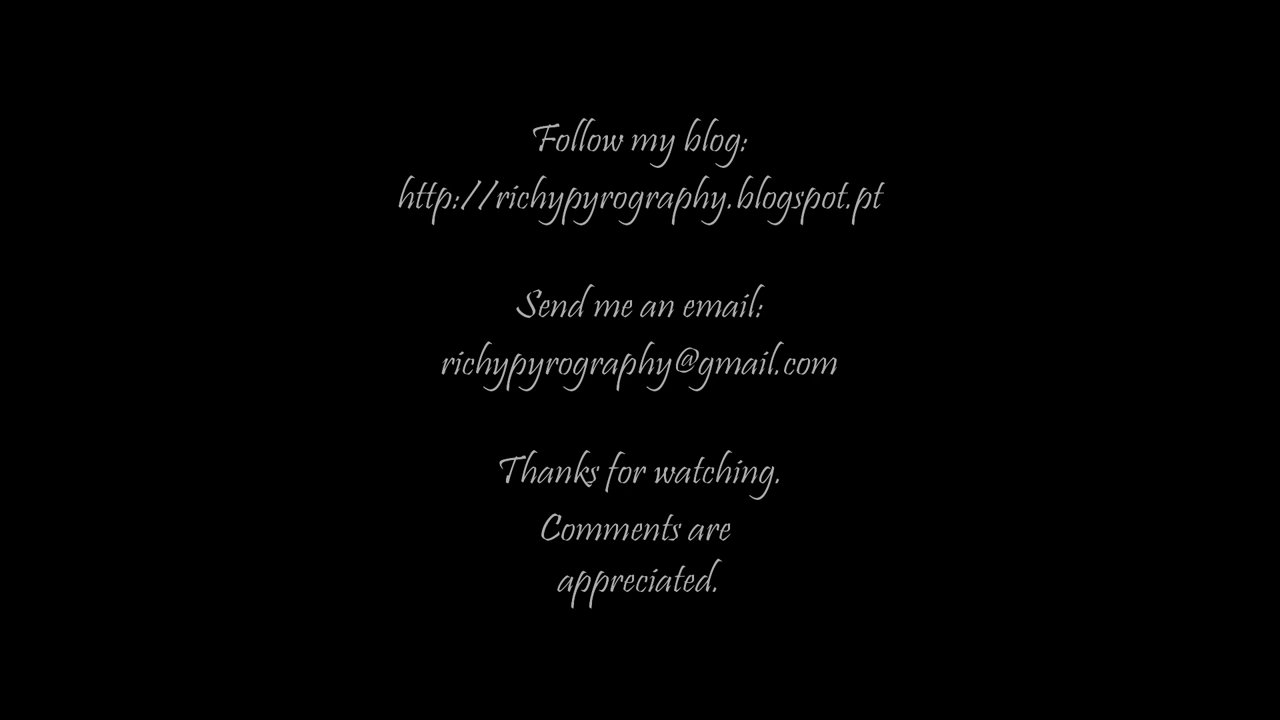 Follow my blog:
http://richypyrography.blogspot.pt
Send me an email:
richypyrography@gmail.com
Thanks for watching.
Comments are
appreciated.